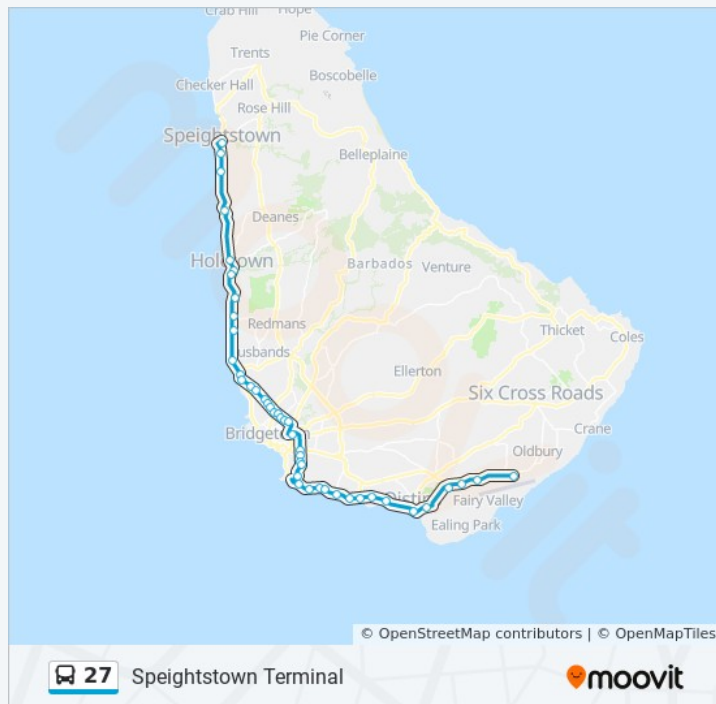 Crab Hill
Hope
Pie Corner
Trents
Boscobelle
Checker Hall
Rose Hill
Speightstown
Belleplaine
Deanes
Holetown
Barbados
Venture
Redmans
Thicket
Coles
usbands
Ellerton
Six Cross Roads
Bridgetown
Crane
Oldbury
Oistin
Fairy Valley
Ealing Park
© OpenStreetMap contributors | © OpenMapTiles
27 Speightstown Terminal
moovit